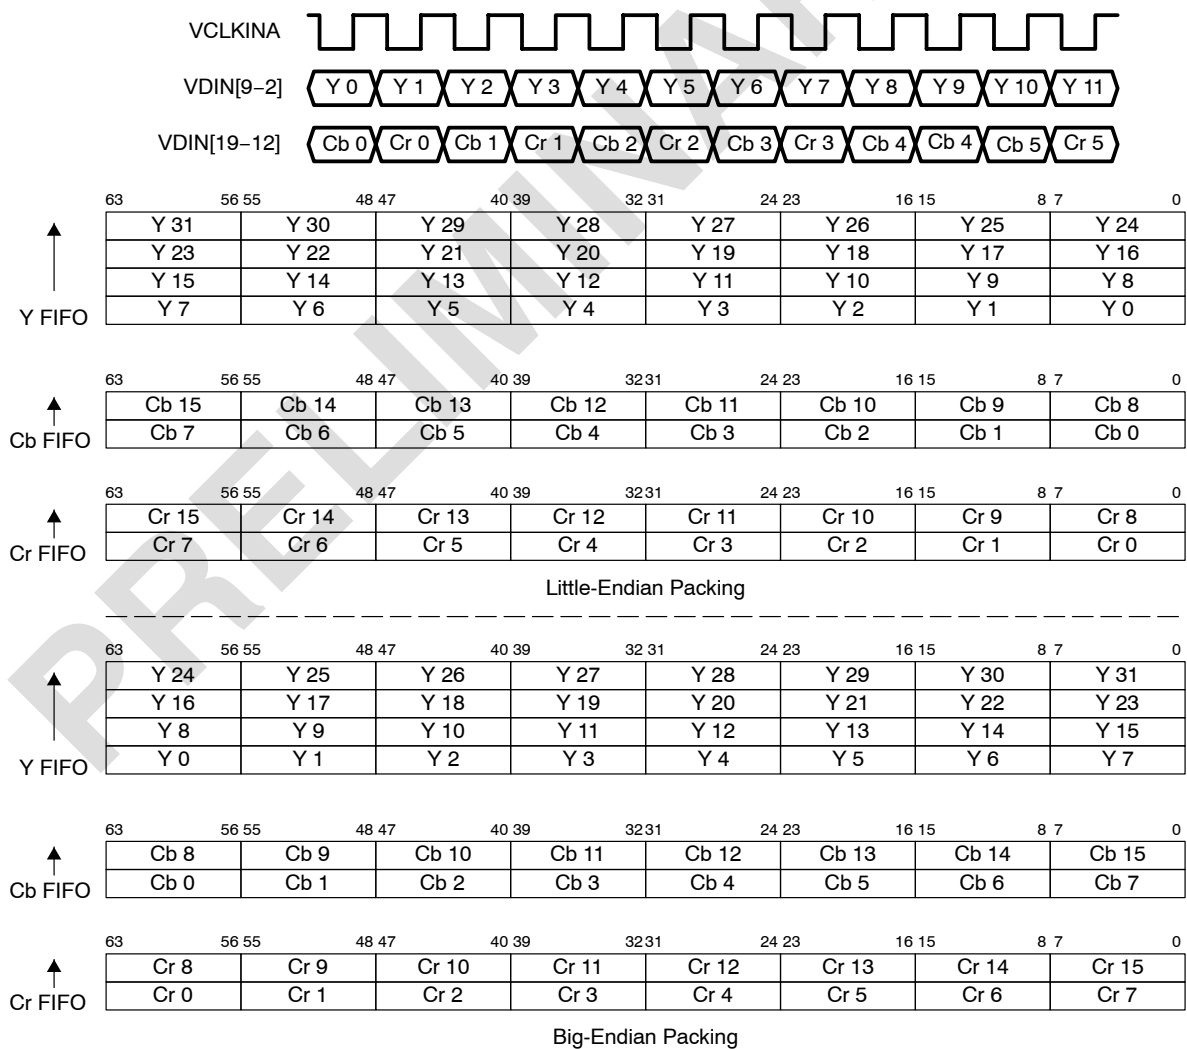 VCLKINA
VDIN[9−2] Y 0 Y 1 Y 2 Y 3 Y 4 Y 5 Y 6 Y 7 Y 8 Y 9 Y 10 Y 11
VDIN[19−12] Cb 0 Cr 0 Cb 1 Cr 1 Cb 2 Cr 2 Cb 3 Cr 3 Cb 4 Cb 4 Cb 5 Cr 5
63 56 55 48 47 40 39 32 31 24 23 16 15 8 7 0
Y 31 Y 30 Y 29 Y 28 Y 27 Y 26 Y 25 Y 24
Y 23 Y 22 Y 21 Y 20 Y 19 Y 18 Y 17 Y 16
Y 15 Y 14 Y 13 Y 12 Y 11 Y 10 Y 9 Y 8
Y FIFO Y 7 Y 6 Y 5 Y 4 Y 3 Y 2 Y 1 Y 0
63 56 55 48 47 40 39 32 31 24 23 16 15 8 7 0
Cb 15 Cb 14 Cb 13 Cb 12 Cb 11 Cb 10 Cb 9 Cb 8
Cb FIFO Cb 7 Cb 6 Cb 5 Cb 4 Cb 3 Cb 2 Cb 1 Cb 0
63 56 55 48 47 40 39 32 31 24 23 16 15 8 7 0
Cr 15 Cr 14 Cr 13 Cr 12 Cr 11 Cr 10 Cr 9 Cr 8
Cr FIFO Cr 7 Cr 6 Cr 5 Cr 4 Cr 3 Cr 2 Cr 1 Cr 0
Little-Endian Packing
63 56 55 48 47 40 39 32 31 24 23 16 15 8 7 0
Y 24 Y 25 Y 26 Y 27 Y 28 Y 29 Y 30 Y 31
Y 16 Y 17 Y 18 Y 19 Y 20 Y 21 Y 22 Y 23
Y 8 Y 9 Y 10 Y 11 Y 12 Y 13 Y 14 Y 15
Y FIFO Y 0 Y 1 Y 2 Y 3 Y 4 Y 5 Y 6 Y 7
63 56 55 48 47 40 39 32 31 24 23 16 15 8 7 0
Cb 8 Cb 9 Cb 10 Cb 11 Cb 12 Cb 13 Cb 14 Cb 15
Cb FIFO Cb 0 Cb 1 Cb 2 Cb 3 Cb 4 Cb 5 Cb 6 Cb 7
63 56 55 48 47 40 39 32 31 24 23 16 15 8 7 0
Cr 8 Cr 9 Cr 10 Cr 11 Cr 12 Cr 13 Cr 14 Cr 15
Cr FIFO Cr 0 Cr 1 Cr 2 Cr 3 Cr 4 Cr 5 Cr 6 Cr 7
Big-Endian Packing